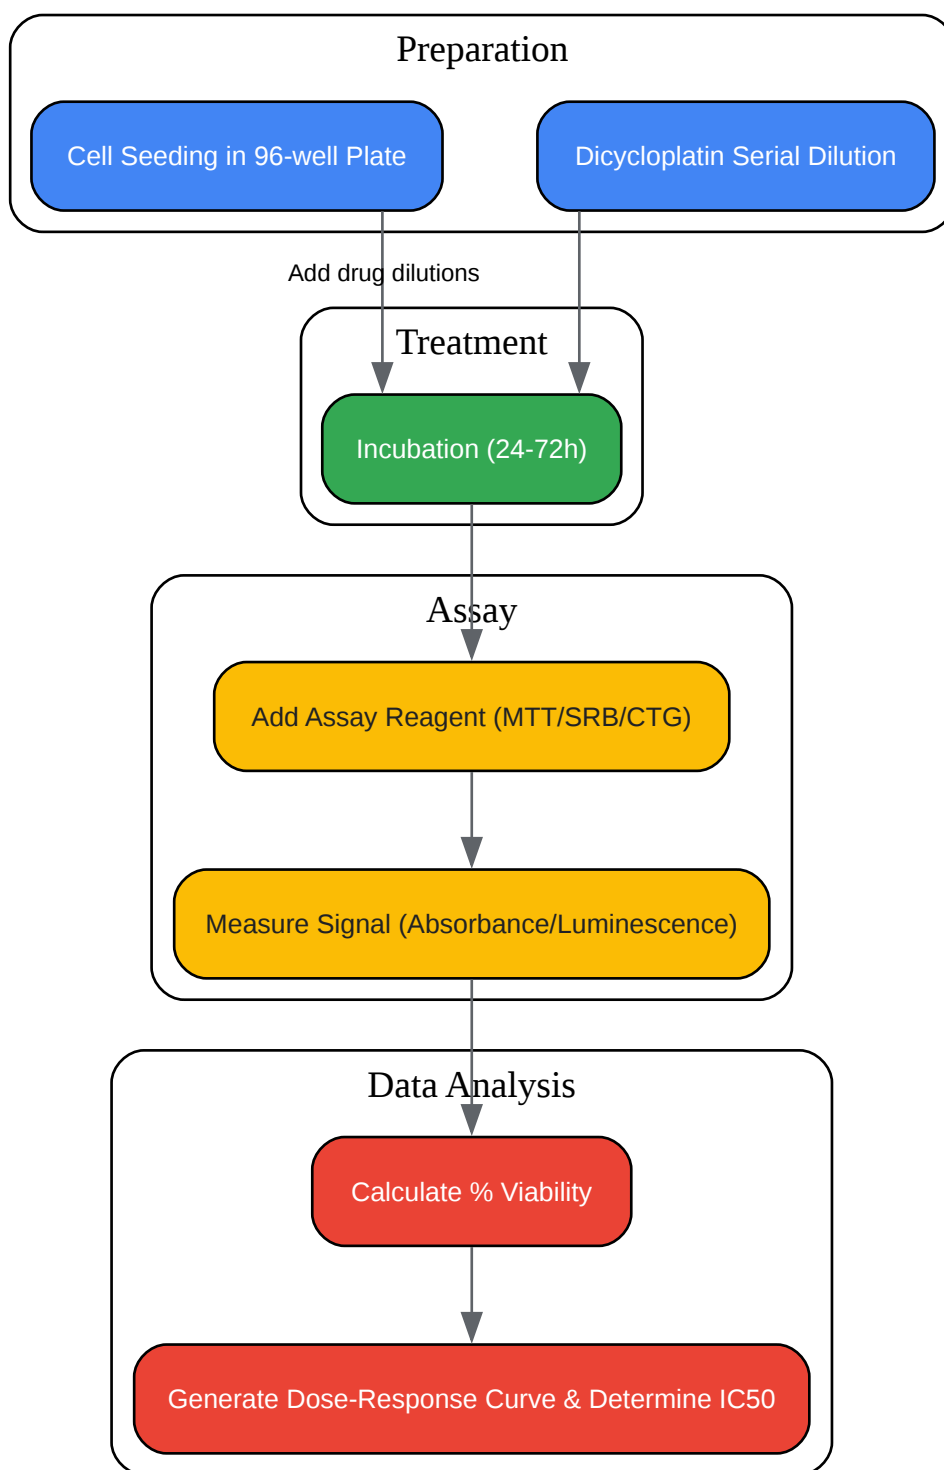 Preparation
Cell Seeding in 96-well Plate
Dicycloplatin Serial Dilution
Add drug dilutions
Treatment
Incubation (24-72h)
Assay
Add Assay Reagent (MTT/SRB/CTG)
Measure Signal (Absorbance/Luminescence)
Data Analysis
Calculate % Viability
Generate Dose-Response Curve & Determine IC50